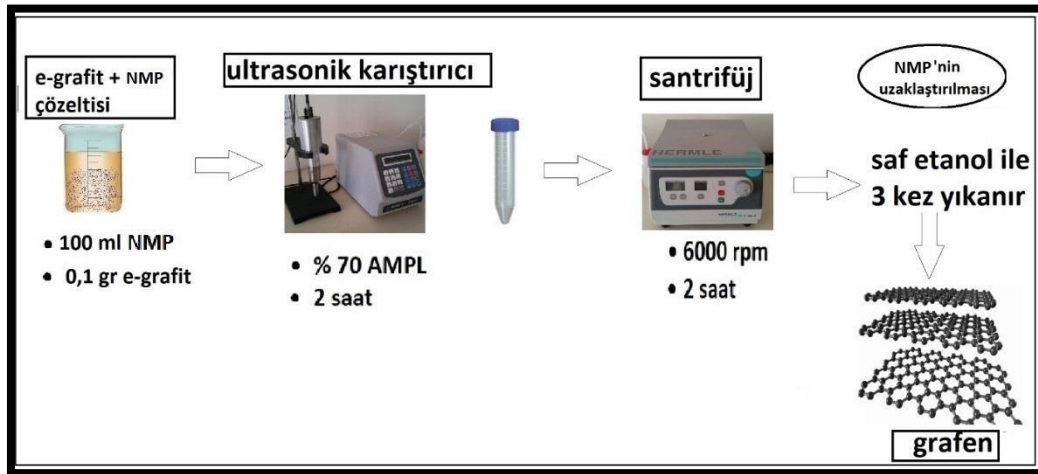 e-grafit + NMP
çözeltisi
• 100 ml NMP
• 0,1 gr e-grafit
ultrasonik karıştırıcı
• % 70 AMPL
• 2 saat
santrifüj
HERMLE
• 6000 rpm
• 2 saat
NMP'nin
uzaklaştırılması
saf etanol ile
3 kez yıkanır
grafen